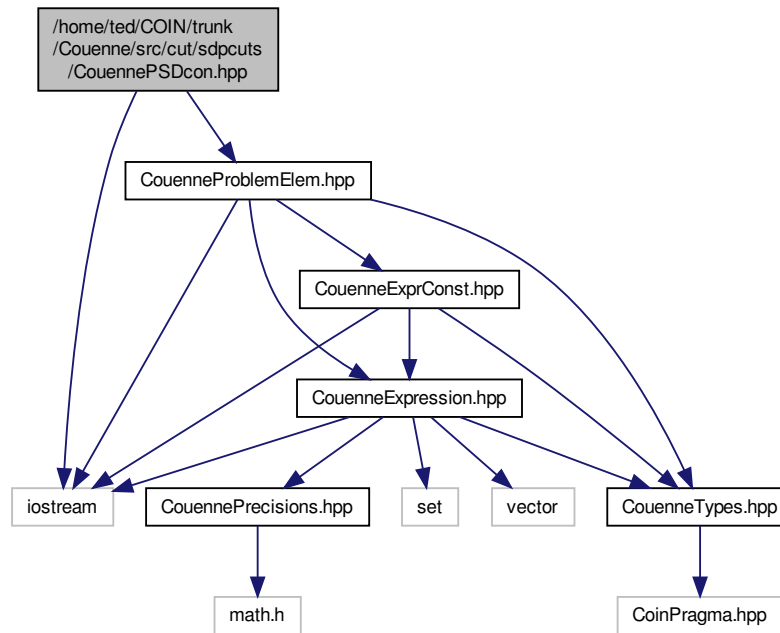 /home/ted/COIN/trunk
/Couenne/src/cut/sdpcuts
/CouennePSDcon.hpp
CouenneProblemElem.hpp
CouenneExprConst.hpp
CouenneExpression.hpp
iostream
CouennePrecisions.hpp
set
vector
CouenneTypes.hpp
math.h
CoinPragma.hpp